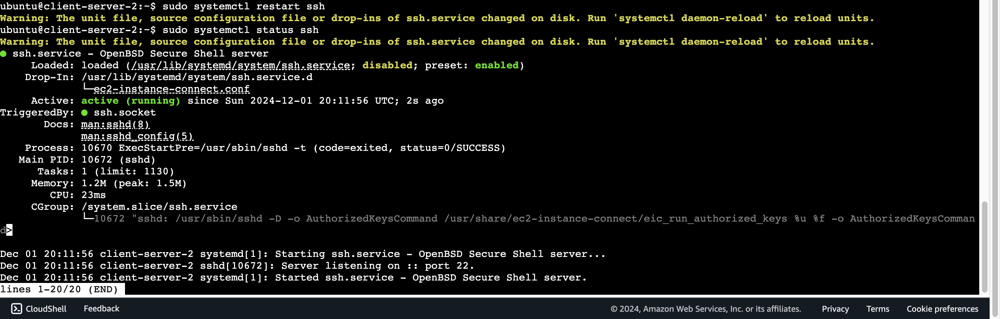 ubuntu@client-server-2:~$ sudo systemctl restart ssh
Warning: The unit file, source configuration file or drop-ins of ssh.service changed on disk. Run 'systemctl daemon-reload' to reload units.
ubuntu@client-server-2:~$ sudo systemctl status ssh
Warning: The unit file, source configuration file or drop-ins of ssh.service changed on disk. Run 'systemctl daemon-reload' to reload units.
● ssh.service - OpenBSD Secure Shell server
     Loaded: loaded (/usr/lib/systemd/system/ssh.service; disabled; preset: enabled)
    Drop-In: /usr/lib/systemd/system/ssh.service.d
             └─ec2-instance-connect.conf
     Active: active (running) since Sun 2024-12-01 20:11:56 UTC; 2s ago
TriggeredBy: ● ssh.socket
       Docs: man:sshd(8)
             man:sshd_config(5)
    Process: 10670 ExecStartPre=/usr/sbin/sshd -t (code=exited, status=0/SUCCESS)
   Main PID: 10672 (sshd)
      Tasks: 1 (limit: 1130)
     Memory: 1.2M (peak: 1.5M)
        CPU: 23ms
     CGroup: /system.slice/ssh.service
             └─10672 "sshd: /usr/sbin/sshd -D -o AuthorizedKeysCommand /usr/share/ec2-instance-connect/eic_run_authorized_keys %u %f -o AuthorizedKeysComman
d>
Dec 01 20:11:56 client-server-2 systemd[1]: Starting ssh.service - OpenBSD Secure Shell server...
Dec 01 20:11:56 client-server-2 sshd[10672]: Server listening on :: port 22.
Dec 01 20:11:56 client-server-2 systemd[1]: Started ssh.service - OpenBSD Secure Shell server.
lines 1-20/20 (END)
CloudShell Feedback © 2024, Amazon Web Services, Inc. or its affiliates. Privacy Terms Cookie preferences